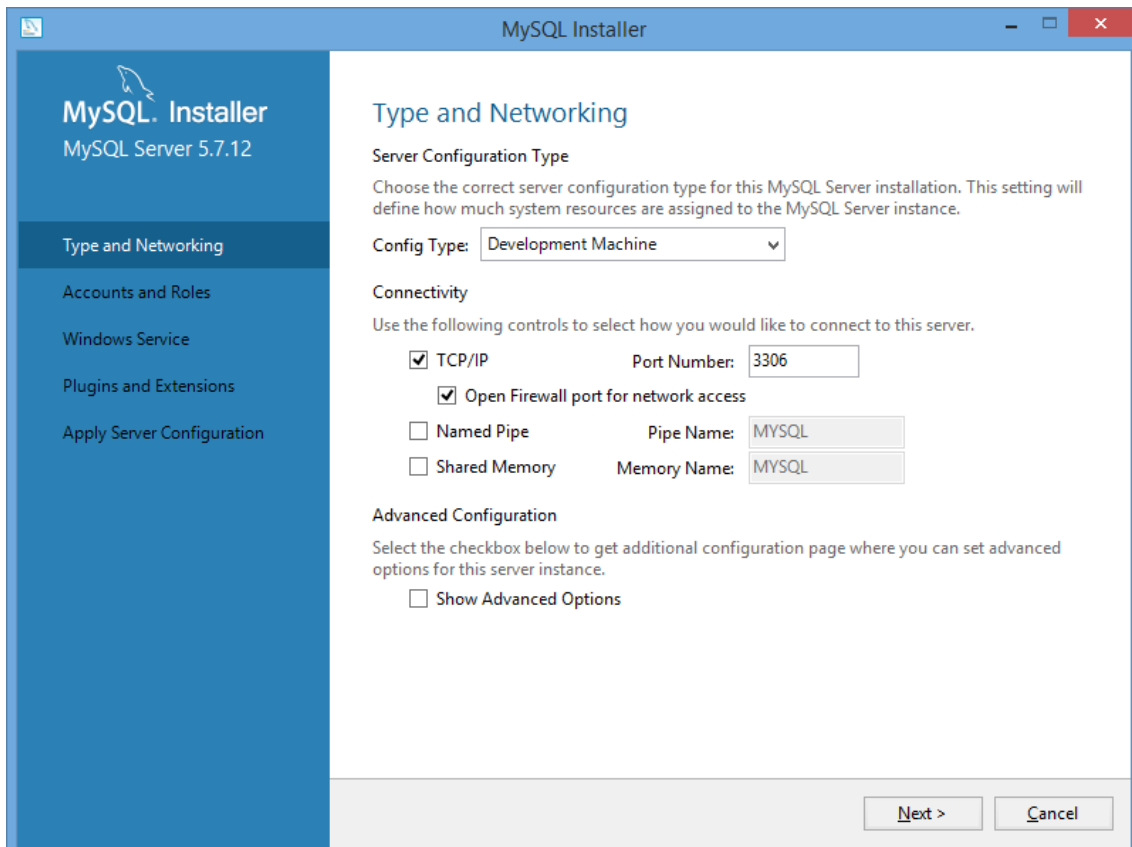 MySQL Installer
MySQL. Installer
MySQL Server 5.7.12
Type and Networking
Accounts and Roles
Windows Service
Plugins and Extensions
Apply Server Configuration
Type and Networking
Server Configuration Type
Choose the correct server configuration type for this MySQL Server installation. This setting will
define how much system resources are assigned to the MySQL Server instance.
Config Type: Development Machine
Connectivity
Use the following controls to select how you would like to connect to this server.
TCP/IP Port Number: 3306
Open Firewall port for network access
Named Pipe Pipe Name: MYSQL
Shared Memory Memory Name: MYSQL
Advanced Configuration
Select the checkbox below to get additional configuration page where you can set advanced
options for this server instance.
Show Advanced Options
Next > Cancel